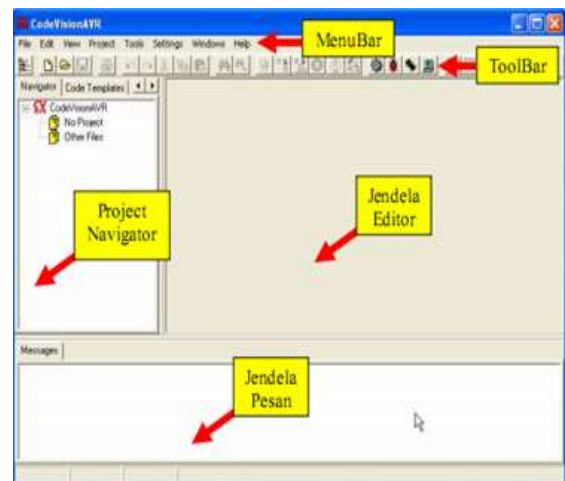 CodeVisionAVR
File Edit View Project Tools Settings Windows Help
MenuBar
ToolBar
Navigator Code Templates
CodeVisionAVR
No Project
Other Files
Project
Navigator
Jendela
Editor
Messages
Jendela
Pesan